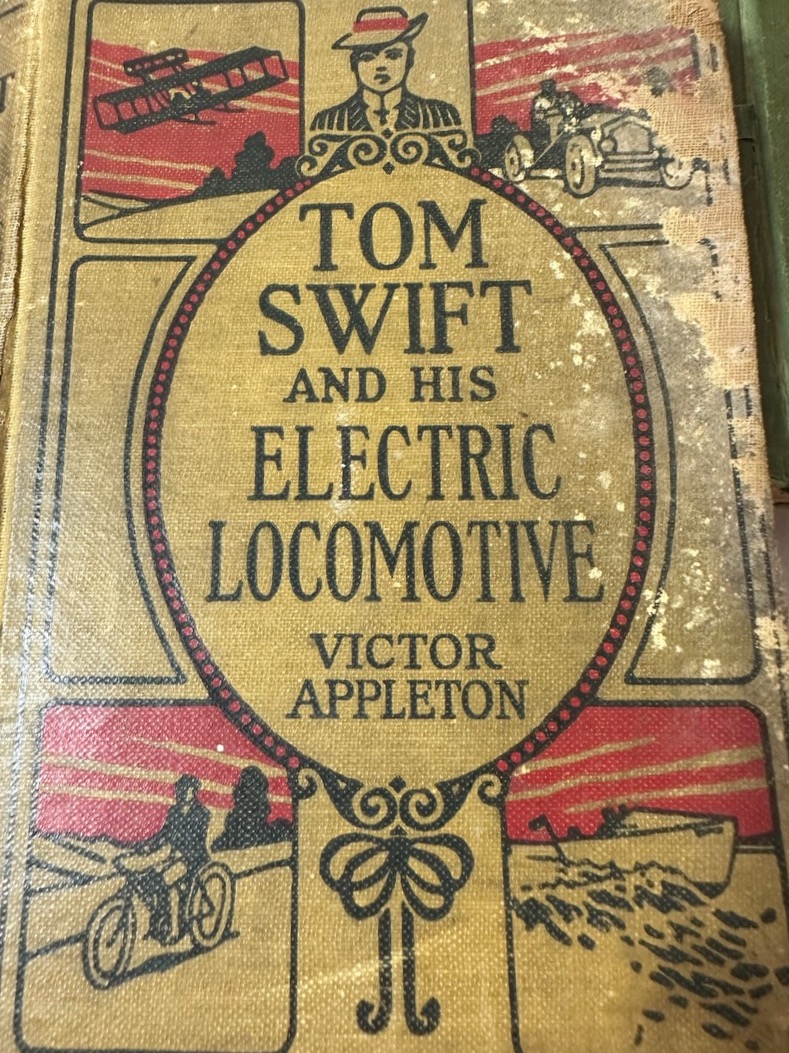 TOM
SWIFT
AND HIS
ELECTRIC
LOCOMOTIVE
VICTOR
APPLETON